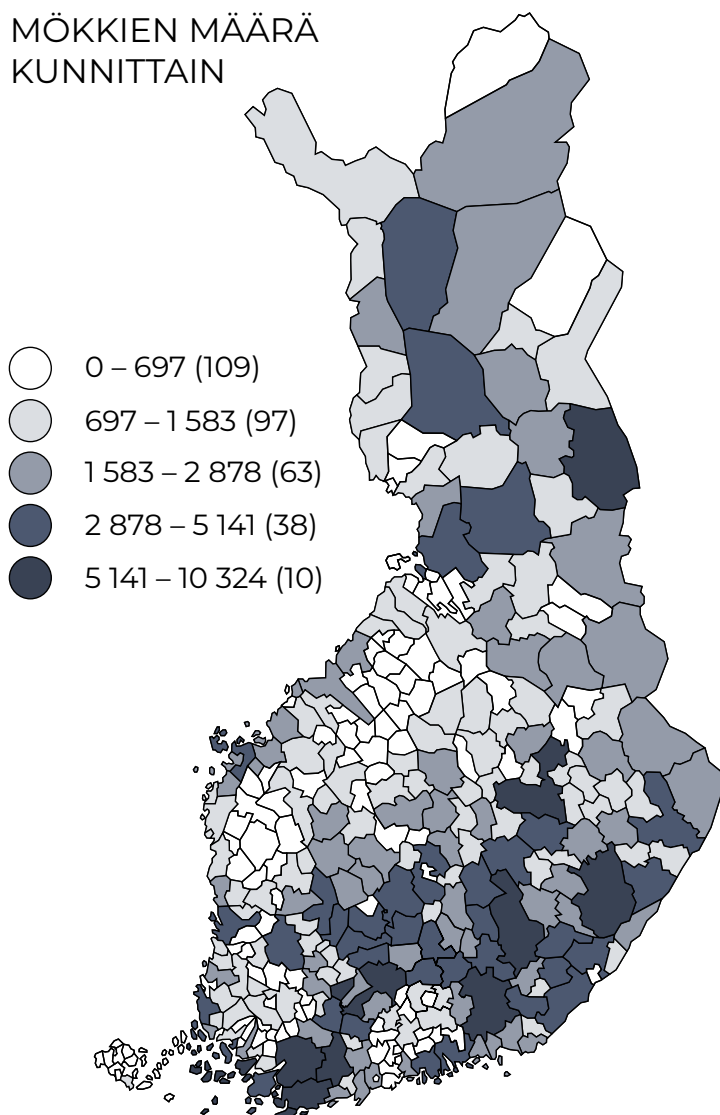 MÖKKIEN MÄÄRÄ
KUNNITTAIN
0 – 697 (109)
697 – 1 583 (97)
1 583 – 2 878 (63)
2 878 – 5 141 (38)
5 141 – 10 324 (10)